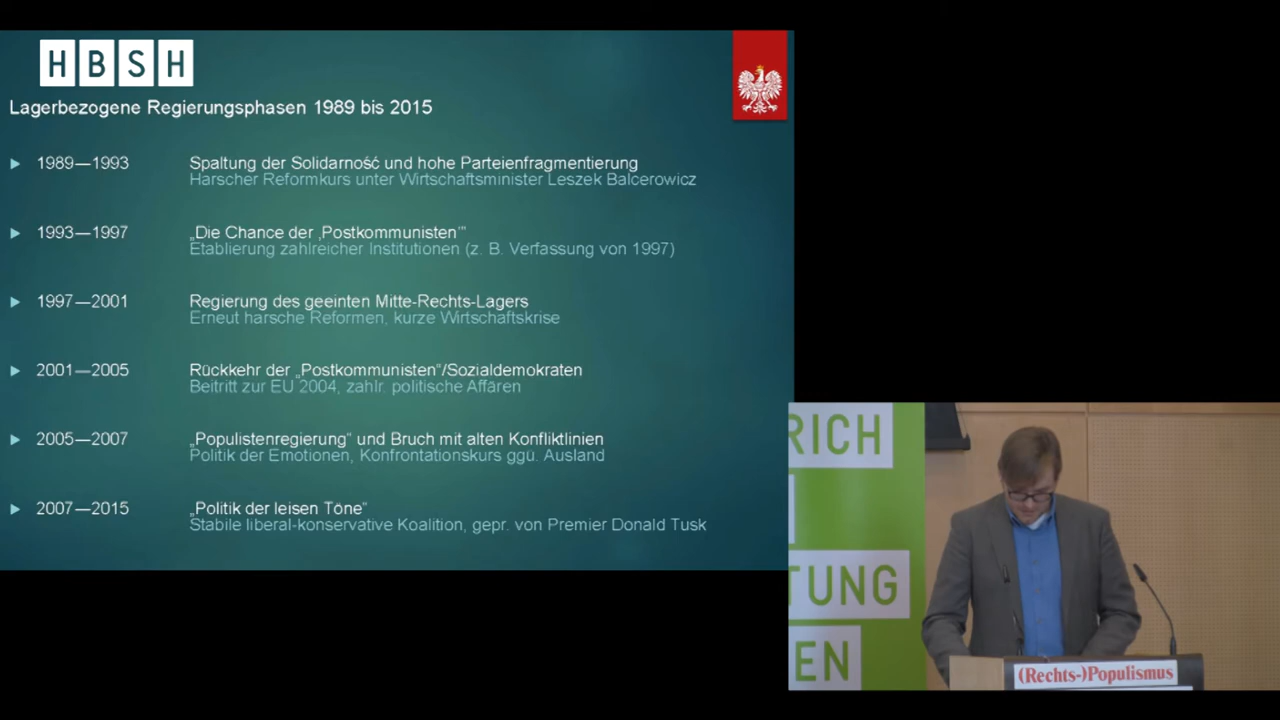 HBSH
Lagerbezogene Regierungsphasen 1989 bis 2015
1989—1993 Spaltung der Solidarność und hohe Parteienfragmentierung
Harscher Reformkurs unter Wirtschaftsminister Leszek Balcerowicz
1993—1997 „Die Chance der ‚Postkommunisten'"
Etablierung zahlreicher Institutionen (z. B. Verfassung von 1997)
1997—2001 Regierung des geeinten Mitte-Rechts-Lagers
Erneut harsche Reformen, kurze Wirtschaftskrise
2001—2005 Rückkehr der „Postkommunisten“/Sozialdemokraten
Beitritt zur EU 2004, zahlr. politische Affären
2005—2007 „Populistenregierung“ und Bruch mit alten Konfliktlinien
Politik der Emotionen, Konfrontationskurs ggü. Ausland
2007—2015 „Politik der leisen Töne“
Stabile liberal-konservative Koalition, gepr. von Premier Donald Tusk
RICH
TUNG
EN
(Rechts-)Populismus